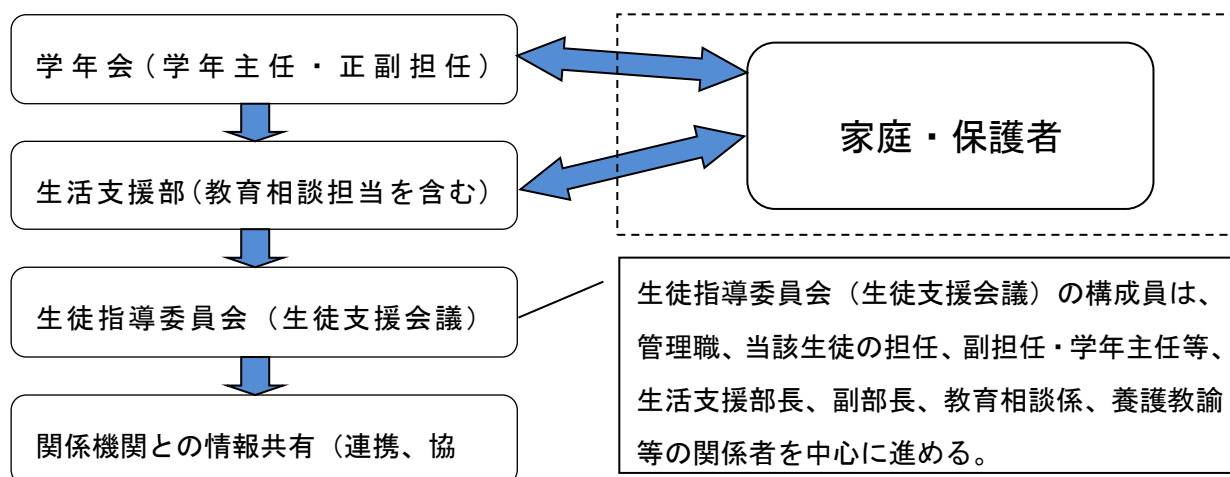 学年会(学年主任・正副担任)
生活支援部(教育相談担当を含む)
生徒指導委員会(生徒支援会議)
関係機関との情報共有(連携、協
家庭・保護者
生徒指導委員会(生徒支援会議)の構成員は、
管理職、当該生徒の担任、副担任・学年主任等、
生活支援部長、副部長、教育相談係、養護教諭
等の関係者を中心に進める。